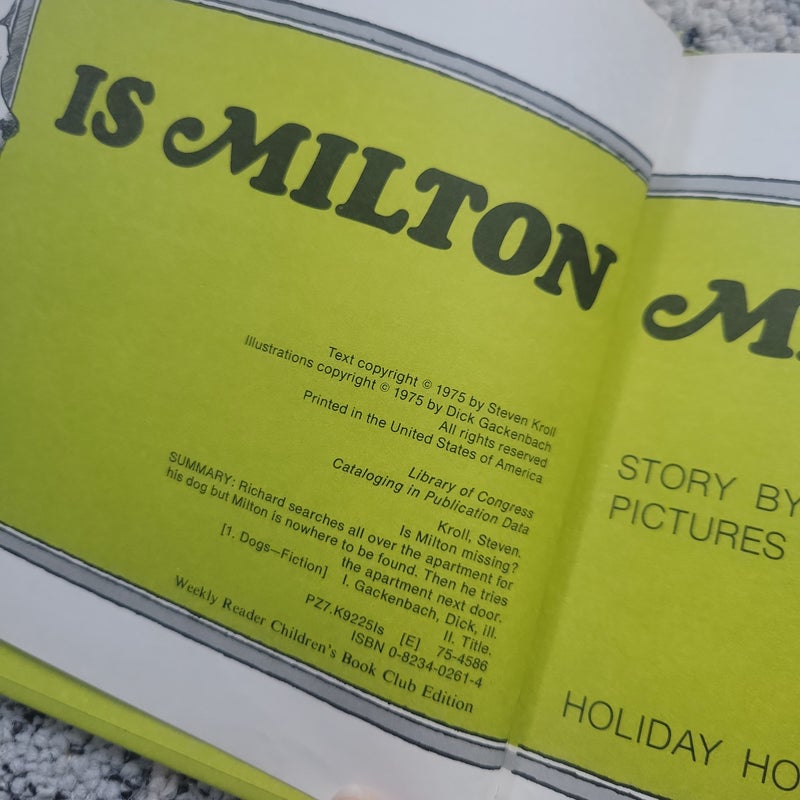 IS MILTON
Text copyright © 1975 by Steven Kroll
Illustrations copyright © 1975 by Dick Gackenbach
All rights reserved
Printed in the United States of America
Library of Congress
Cataloging in Publication Data
Kroll, Steven.
Is Milton missing?
SUMMARY: Richard searches all over the apartment for
his dog but Milton is nowhere to be found. Then he tries
the apartment next door.
[1. Dogs—Fiction] I. Gackenbach, Dick, ill.
II. Title.
PZ7.K9225Is [E] 75-4586
ISBN 0-8234-0261-4
Weekly Reader Children's Book Club Edition
M
STORY BY
PICTURES
HOLIDAY HO